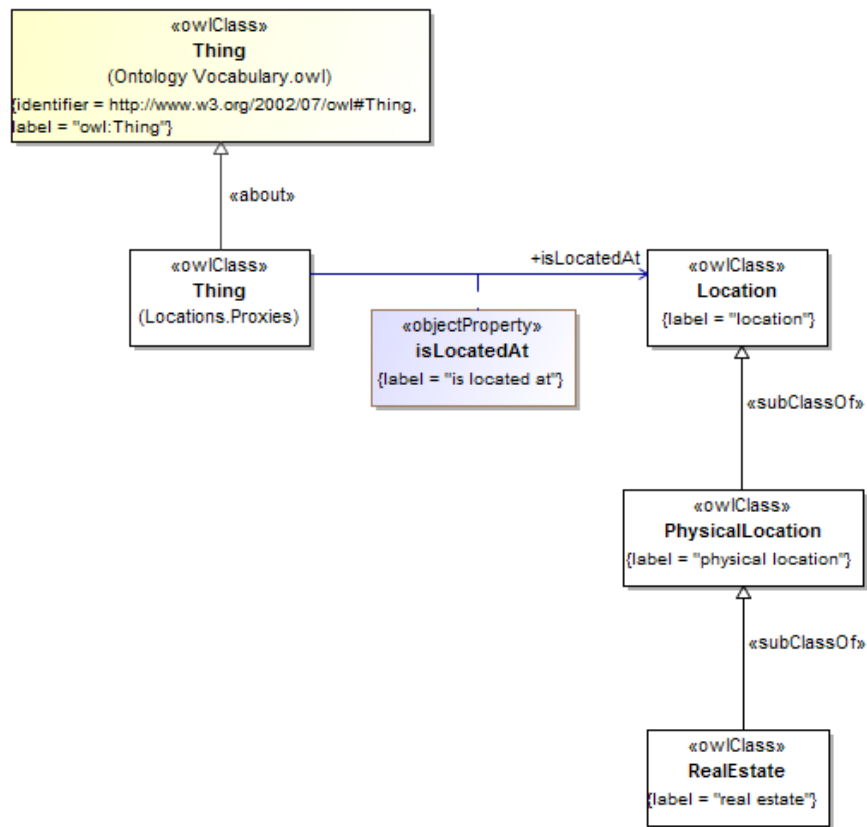 «owlClass»
Thing
(Ontology Vocabulary.owl)
{identifier = http://www.w3.org/2002/07/owl#Thing,
label = "owl:Thing"}
«about»
«owlClass»
Thing
(Locations.Proxies)
+isLocatedAt
«objectProperty»
isLocatedAt
{label = "is located at"}
«owlClass»
Location
{label = "location"}
«subClassOf»
«owlClass»
PhysicalLocation
{label = "physical location"}
«subClassOf»
«owlClass»
RealEstate
{label = "real estate"}